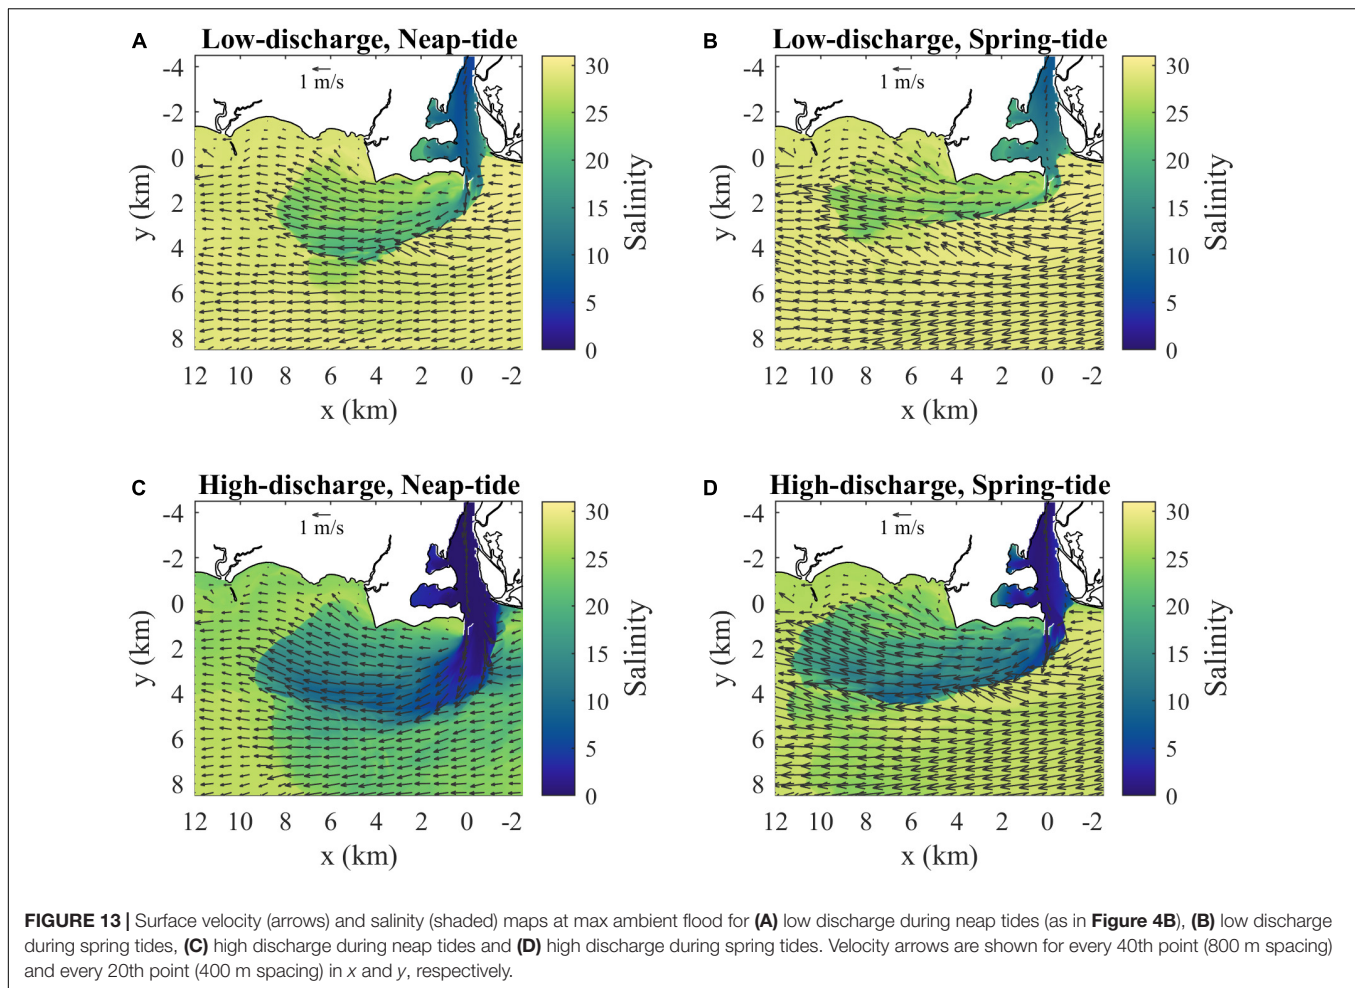 A Low-discharge, Neap-tide
1 m/s
-4
-2
0
2
4
6
8
y (km)
12 10 8 6 4 2 0 -2
x (km)
30
25
20
15
10
5
0
Salinity
B Low-discharge, Spring-tide
1 m/s
-4
-2
0
2
4
6
8
y (km)
12 10 8 6 4 2 0 -2
x (km)
30
25
20
15
10
5
0
Salinity
C High-discharge, Neap-tide
1 m/s
-4
-2
0
2
4
6
8
y (km)
12 10 8 6 4 2 0 -2
x (km)
30
25
20
15
10
5
0
Salinity
D High-discharge, Spring-tide
1 m/s
-4
-2
0
2
4
6
8
y (km)
12 10 8 6 4 2 0 -2
x (km)
30
25
20
15
10
5
0
Salinity
FIGURE 13 | Surface velocity (arrows) and salinity (shaded) maps at max ambient flood for (A) low discharge during neap tides (as in Figure 4B), (B) low discharge
during spring tides, (C) high discharge during neap tides and (D) high discharge during spring tides. Velocity arrows are shown for every 40th point (800 m spacing)
and every 20th point (400 m spacing) in x and y, respectively.